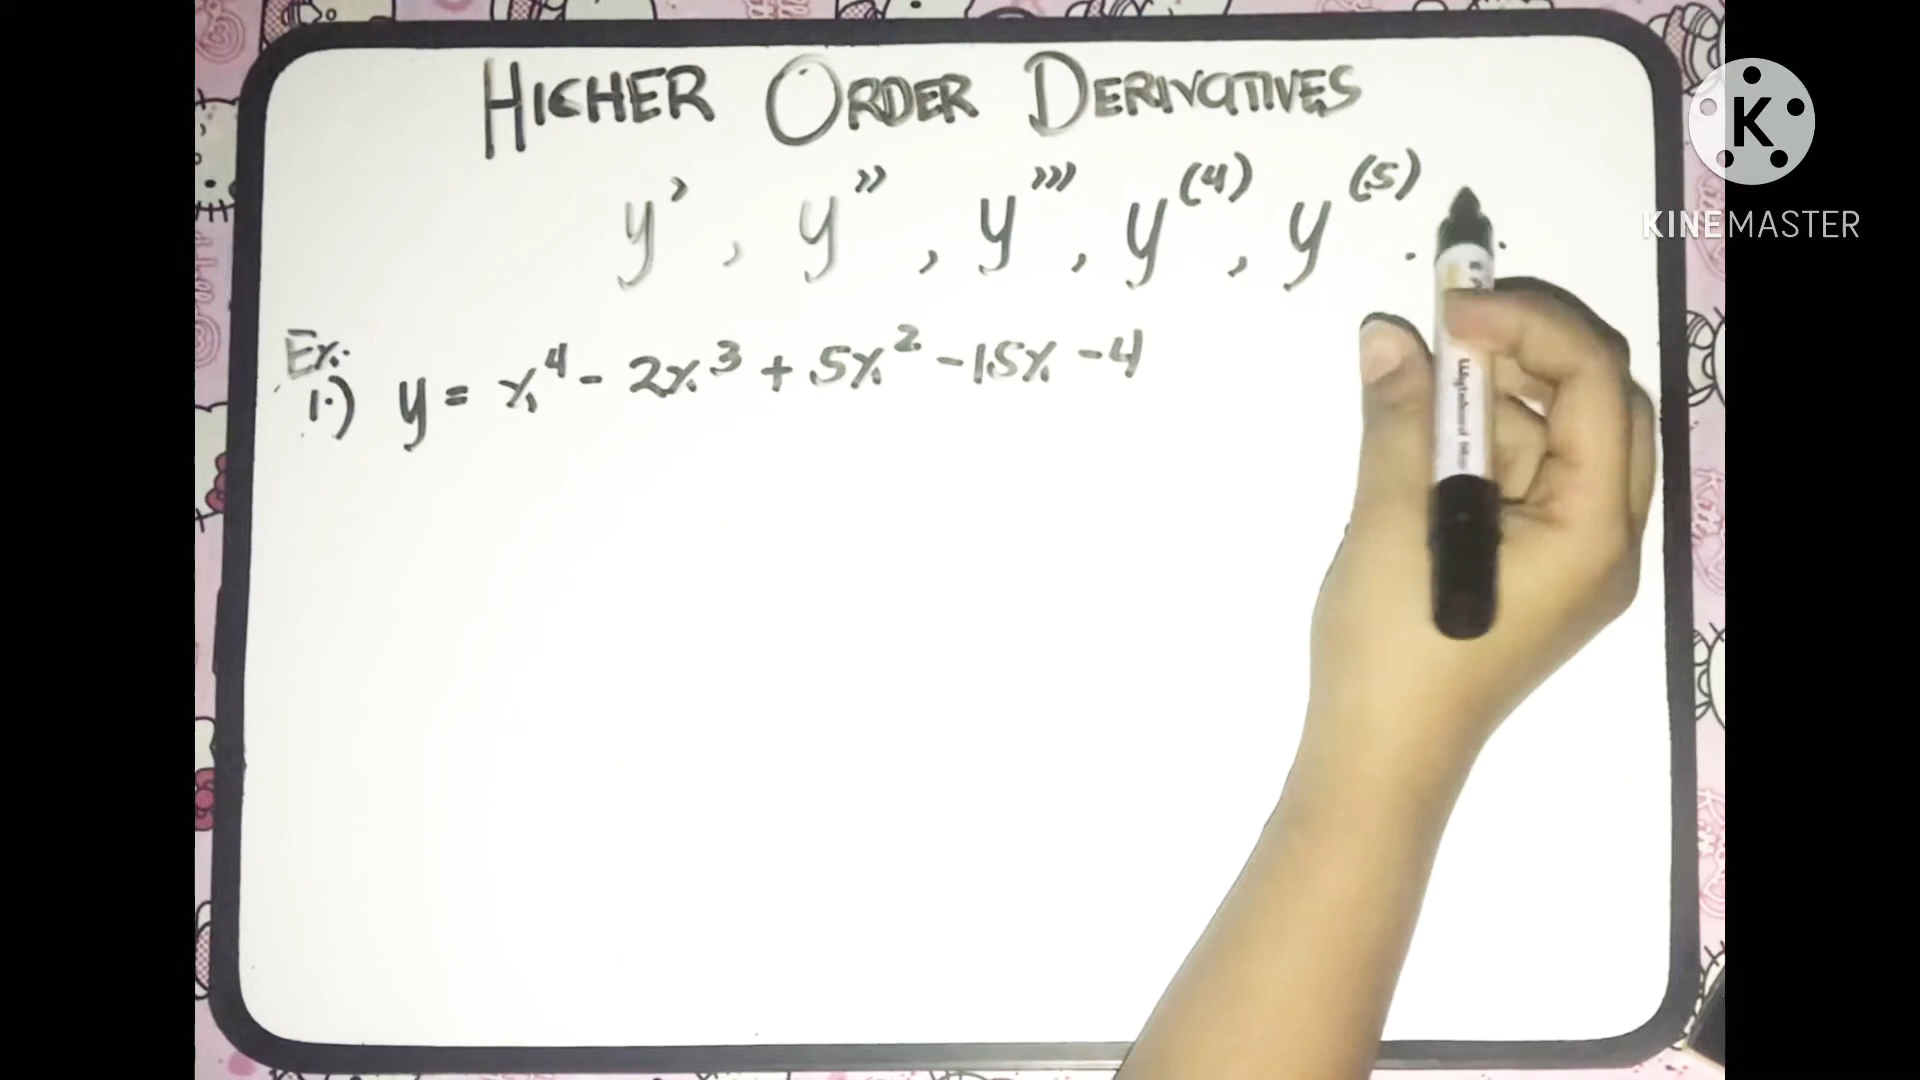 HIGHER ORDER DERIVATIVES
y', y'', y''', y⁽⁴⁾, y⁽⁵⁾ . .
Ex.
1.) y = x⁴ - 2x³ + 5x² - 15x - 4
K
KINEMASTER